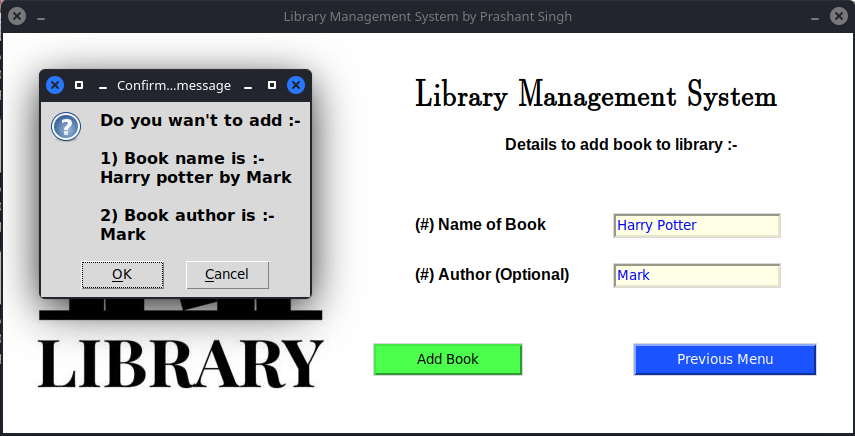 Library Management System by Prashant Singh
Confirm...message
Do you wan't to add :-
1) Book name is :-
Harry potter by Mark
2) Book author is :-
Mark
OK
Cancel
LIBRARY
Library Management System
Details to add book to library :-
(#) Name of Book
Harry Potter
(#) Author (Optional)
Mark
Add Book
Previous Menu